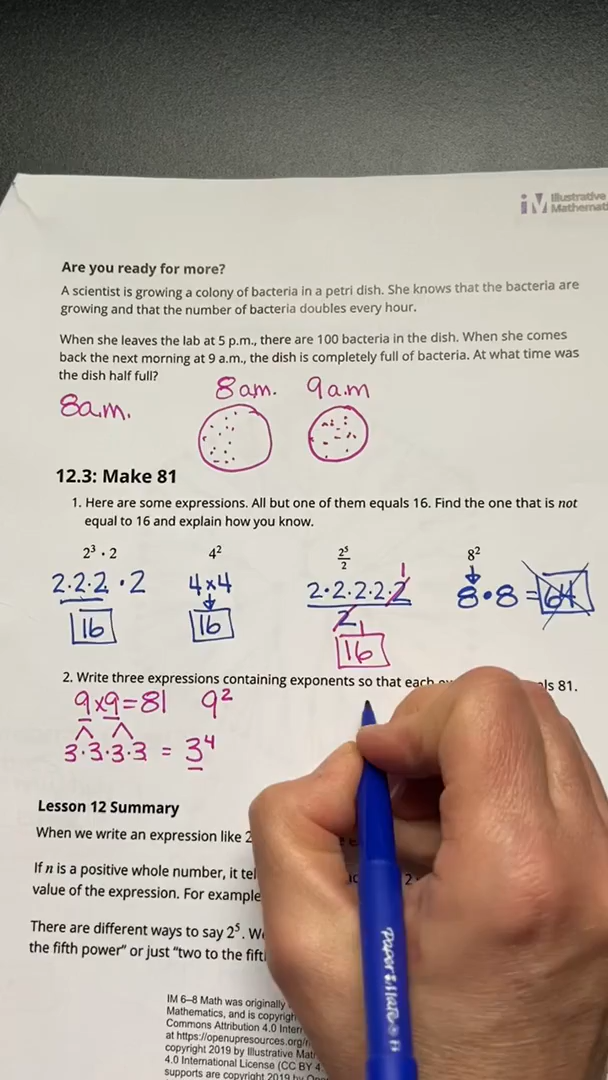 Illustrative
Mathemat
Are you ready for more?
A scientist is growing a colony of bacteria in a petri dish. She knows that the bacteria are
growing and that the number of bacteria doubles every hour.
When she leaves the lab at 5 p.m., there are 100 bacteria in the dish. When she comes
back the next morning at 9 a.m., the dish is completely full of bacteria. At what time was
the dish half full?
8am. 9a.m
8a.m.
12.3: Make 81
1. Here are some expressions. All but one of them equals 16. Find the one that is not
equal to 16 and explain how you know.
2³ · 2 4² 2⁵/2 8²
2·2·2 · 2 4x4 2·2·2·2·2 1 8·8 = 64
2 1
16 16 16
2. Write three expressions containing exponents so that each ls 81.
9x9=81 9²
3·3·3·3 = 3⁴
Lesson 12 Summary
When we write an expression like 2
If n is a positive whole number, it tel
value of the expression. For example 2
There are different ways to say 2⁵. W
the fifth power" or just "two to the fift
IM 6–8 Math was originally
Mathematics, and is copyrigh
Commons Attribution 4.0 Intern
at https://openupresources.org/
copyright 2019 by Illustrative Mat
4.0 International License (CC BY 4
supports are copyright 2019 by Op
PaperMate